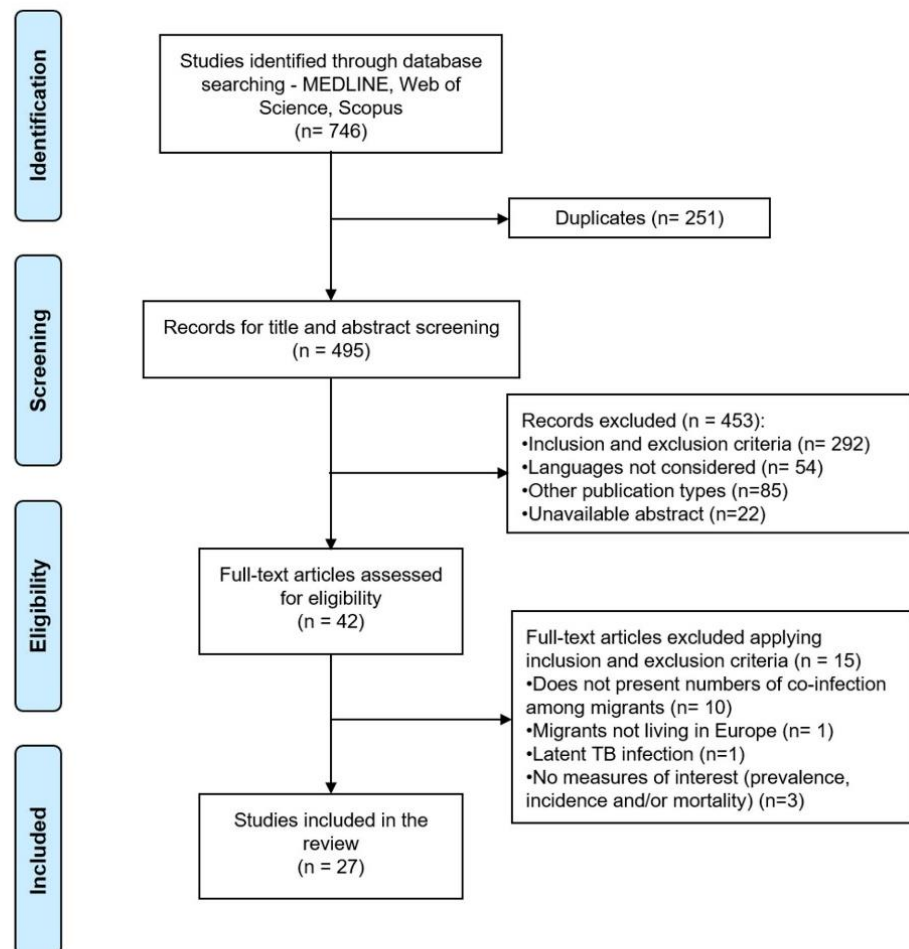 Identification
Studies identified through database
searching - MEDLINE, Web of
Science, Scopus
(n= 746)
Duplicates (n= 251)
Screening
Records for title and abstract screening
(n = 495)
Records excluded (n = 453):
•Inclusion and exclusion criteria (n= 292)
•Languages not considered (n= 54)
•Other publication types (n=85)
•Unavailable abstract (n=22)
Eligibility
Full-text articles assessed
for eligibility
(n = 42)
Full-text articles excluded applying
inclusion and exclusion criteria (n = 15)
•Does not present numbers of co-infection
among migrants (n= 10)
•Migrants not living in Europe (n= 1)
•Latent TB infection (n=1)
•No measures of interest (prevalence,
incidence and/or mortality) (n=3)
Included
Studies included in the
review
(n = 27)